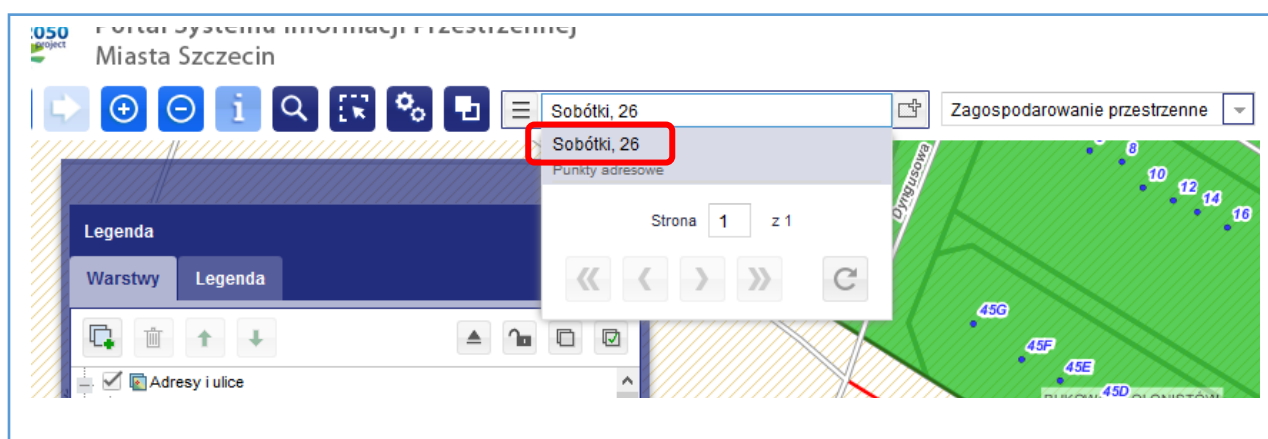 2050
project
Portal Systemu Informacji Przestrzennej
Miasta Szczecin
Sobótki, 26
Zagospodarowanie przestrzenne
Sobótki, 26
Punkty adresowe
Strona 1 z 1
Legenda
Warstwy Legenda
Adresy i ulice
Dyngusowa
8
10
12
14
16
45G
45F
45E
45D